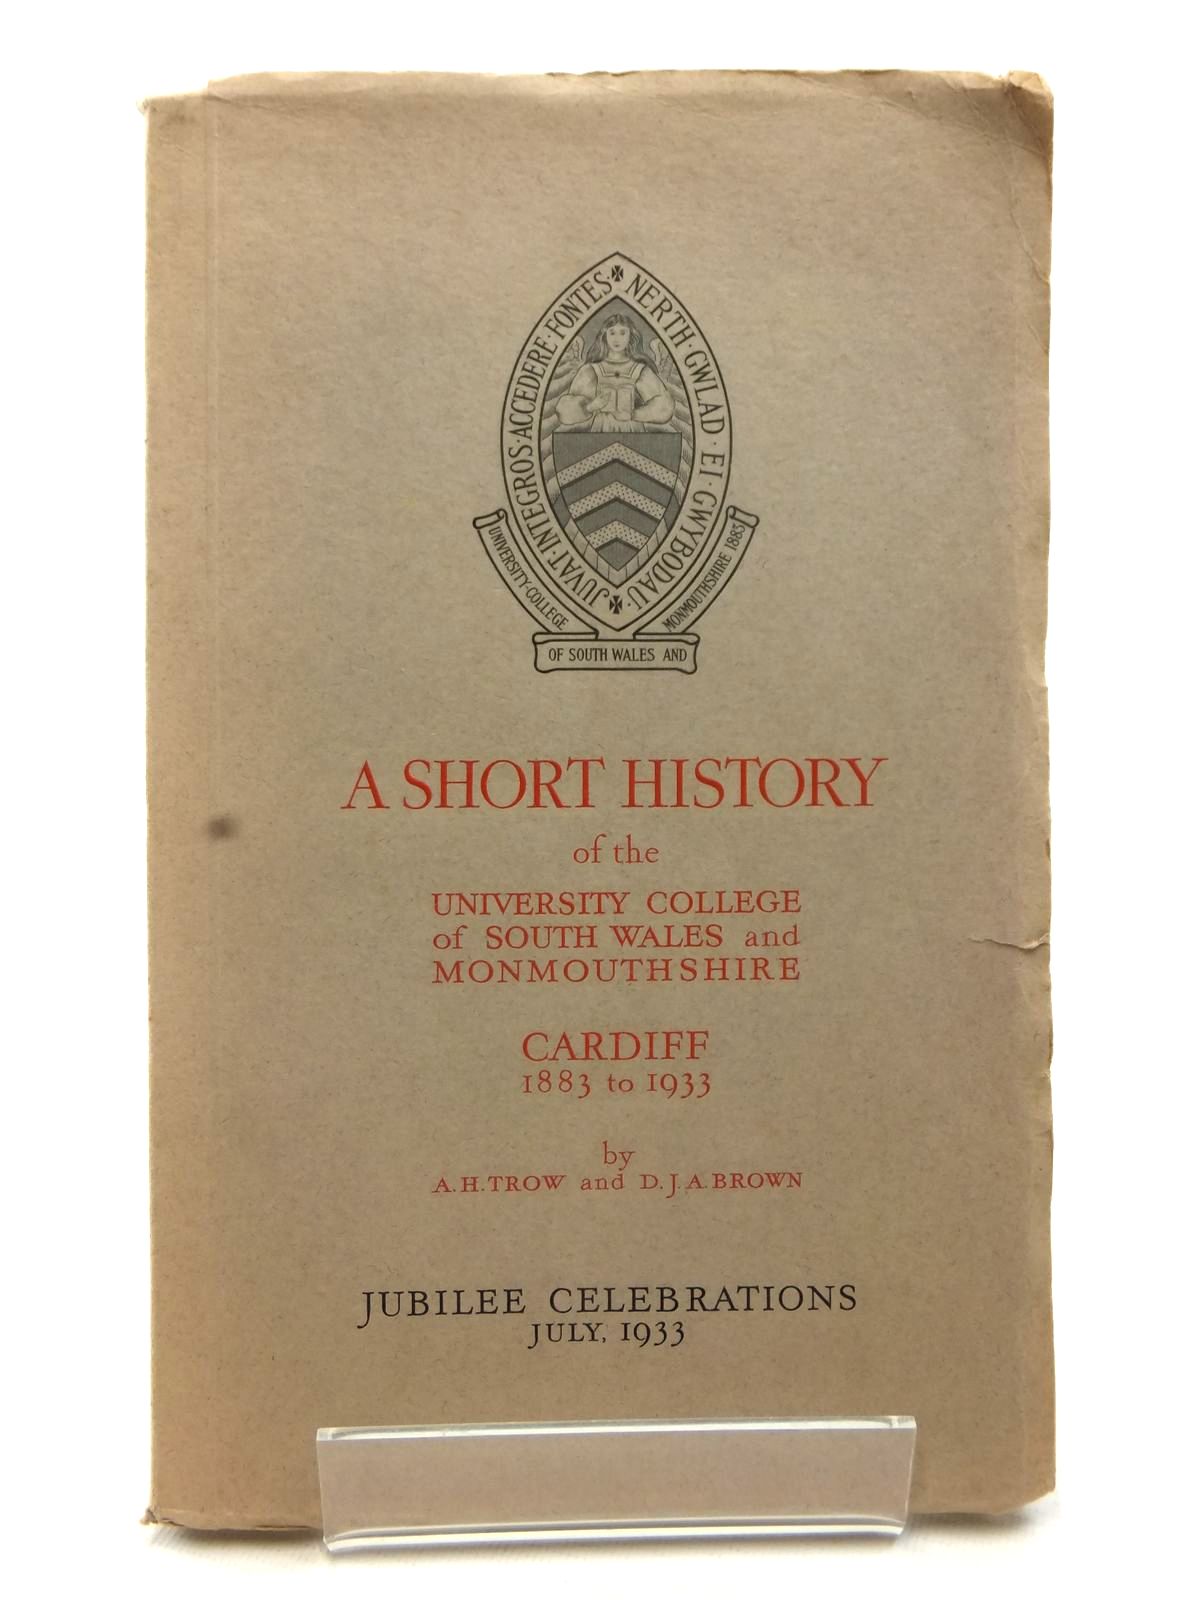 JUVAT · INTEGROS · ACCEDERE · FONTES · NERTH · GWLAD · EI · GWYBODAU ·
UNIVERSITY · COLLEGE
OF SOUTH WALES AND
MONMOUTHSHIRE 1883
A SHORT HISTORY
of the
UNIVERSITY COLLEGE
of SOUTH WALES and
MONMOUTHSHIRE
CARDIFF
1883 to 1933
by
A. H. TROW and D. J. A. BROWN
JUBILEE CELEBRATIONS
JULY, 1933